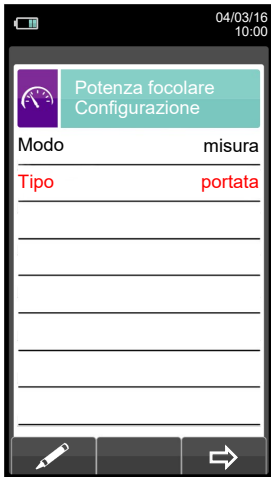 04/03/16
10:00
Potenza focolare
Configurazione
Modo misura
Tipo portata